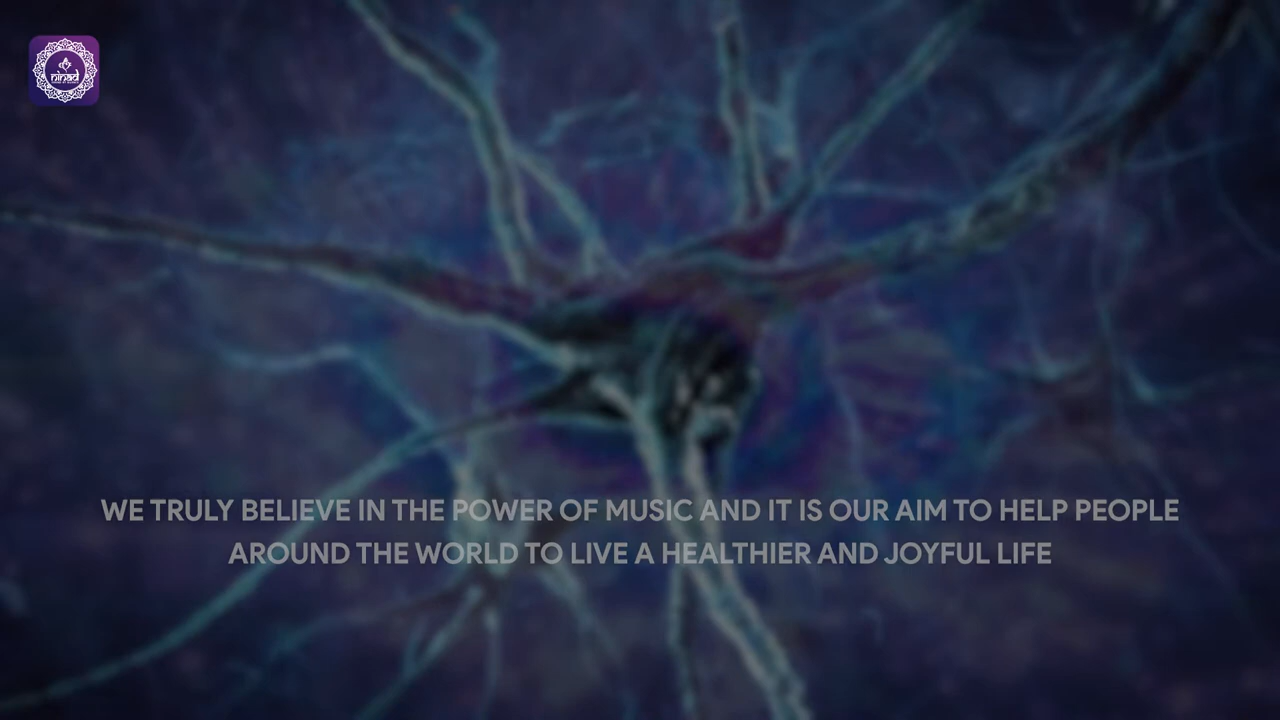 ninad
WE TRULY BELIEVE IN THE POWER OF MUSIC AND IT IS OUR AIM TO HELP PEOPLE
AROUND THE WORLD TO LIVE A HEALTHIER AND JOYFUL LIFE